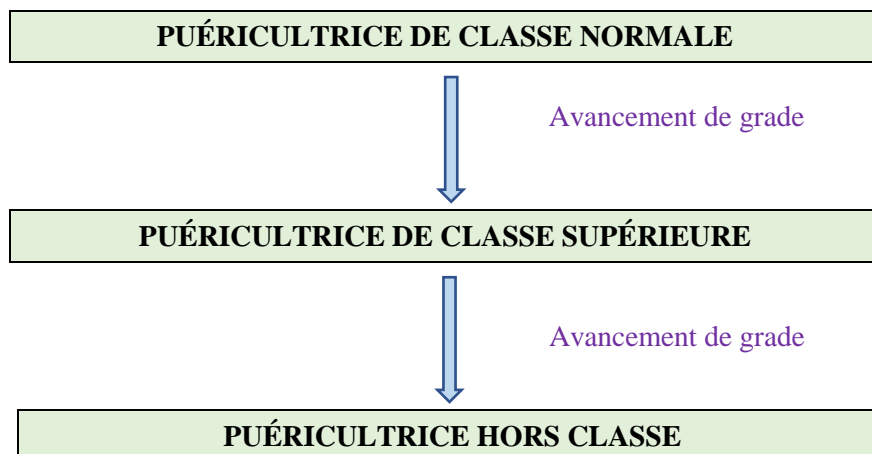 PUÉRICULTRICE DE CLASSE NORMALE
Avancement de grade
PUÉRICULTRICE DE CLASSE SUPÉRIEURE
Avancement de grade
PUÉRICULTRICE HORS CLASSE